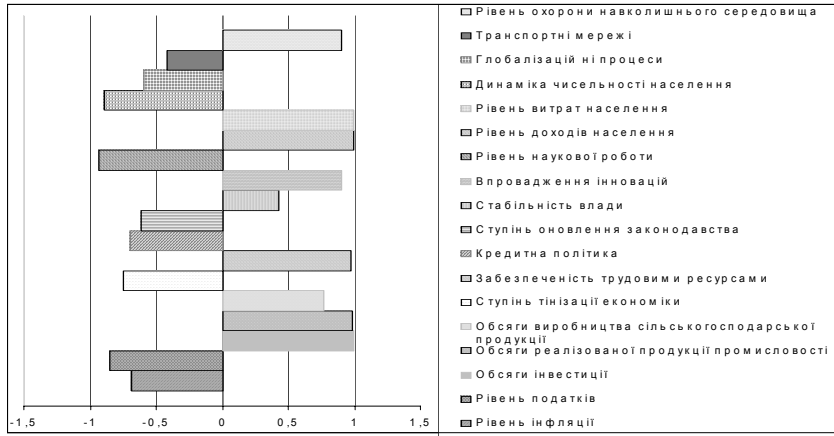 Рівень охорони навколишнього середовища
Транспортні мережі
Глобалізацій ні процеси
Динаміка чисельності населення
Рівень витрат населення
Рівень доходів населення
Рівень наукової роботи
Впровадження інновацій
Стабільність влади
Ступінь оновлення законодавства
Кредитна політика
Забезпеченість трудовими ресурсами
Ступінь тінізації економіки
Обсяги виробництва сільськогосподарської
продукції
Обсяги реалізованої продукції промисловості
Обсяги інвестиції
Рівень податків
Рівень інфляції
-1,5 -1 -0,5 0 0,5 1 1,5